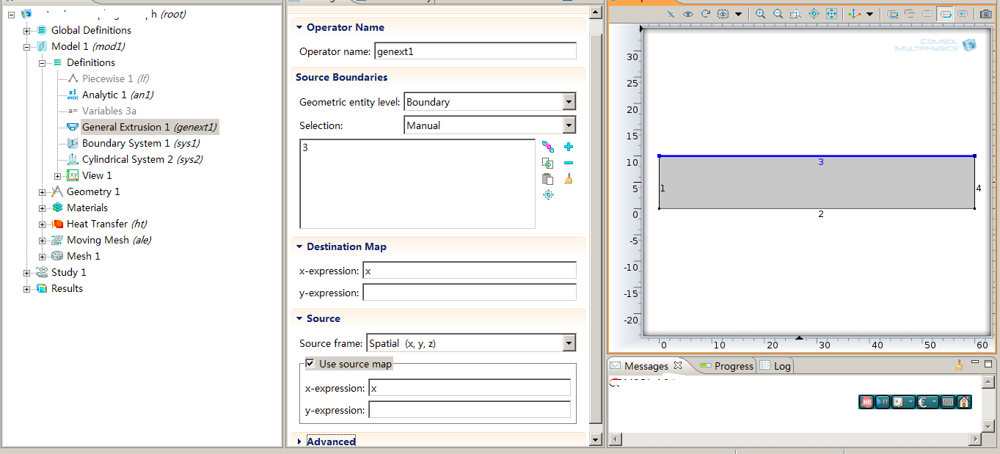 ph (root)
Global Definitions
Model 1 (mod1)
Definitions
Piecewise 1 (lf)
Analytic 1 (an1)
a= Variables 3a
General Extrusion 1 (genext1)
Boundary System 1 (sys1)
Cylindrical System 2 (sys2)
View 1
Geometry 1
Materials
Heat Transfer (ht)
Moving Mesh (ale)
Mesh 1
Study 1
Results
Operator Name
Operator name: genext1
Source Boundaries
Geometric entity level: Boundary
Selection: Manual
3
Destination Map
x-expression: x
y-expression:
Source
Source frame: Spatial (x, y, z)
Use source map
x-expression: x
y-expression:
Advanced
COMSOL
MULTIPHYSICS
30
25
20
15
10
5
0
-5
-10
-15
-20
3
1
4
2
0 10 20 30 40 50 60
Messages Progress Log